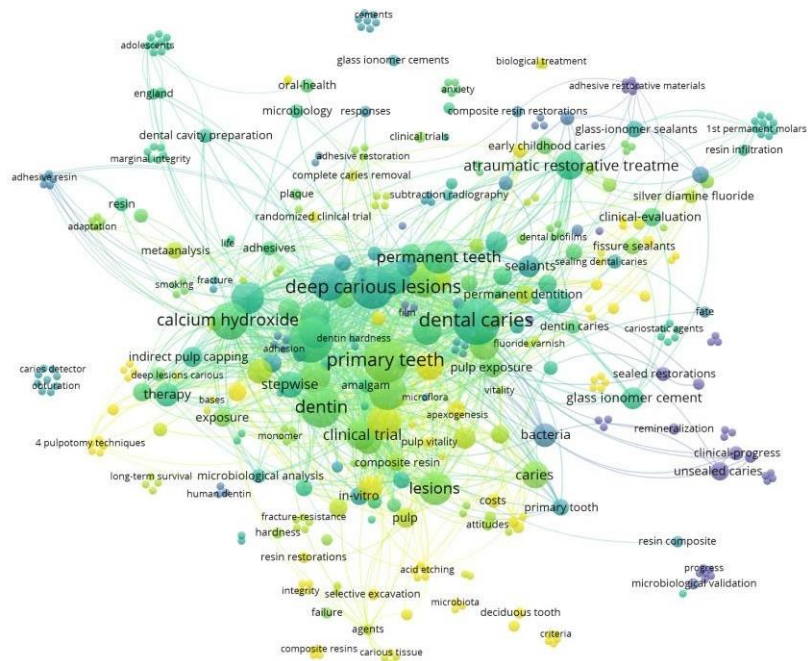 cements
adolescents
glass ionomer cements
biological treatment
england
oral-health
anxiety
adhesive restorative materials
microbiology
responses
composite resin restorations
dental cavity preparation
clinical trials
glass-ionomer sealants
1st permanent molars
early childhood caries
resin infiltration
marginal integrity
adhesive restoration
atraumatic restorative treatme
complete caries removal
adhesive resin
plaque
subtraction radiography
silver diamine fluoride
resin
randomized clinical trial
clinical-evaluation
adaptation
life
adhesives
dental biofilms
fissure sealants
metaanalysis
permanent teeth
sealants
sealing dental caries
smoking
fracture
deep carious lesions
permanent dentition
film
fate
calcium hydroxide
dental caries
dentin caries
cariostatic agents
dentin hardness
adhesion
fluoride varnish
indirect pulp capping
primary teeth
pulp exposure
sealed restorations
caries detector
obturation
deep lesions carious
stepwise
amalgam
microflora
vitality
therapy
bases
glass ionomer cement
exposure
dentin
apexogenesis
remineralization
4 pulpotomy techniques
monomer
clinical trial
pulp vitality
bacteria
clinical-progress
composite resin
unsealed caries
long-term survival
microbiological analysis
human dentin
in-vitro
lesions
caries
costs
primary tooth
fracture-resistance
pulp
attitudes
hardness
resin composite
resin restorations
acid etching
progress
integrity
selective excavation
microbiological validation
microbiota
failure
deciduous tooth
agents
criteria
composite resins
carious tissue